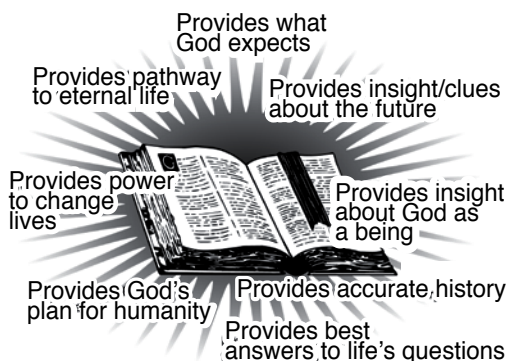 Provides what
God expects
Provides pathway
to eternal life
Provides insight/clues
about the future
Provides power
to change
lives
Provides insight
about God as
a being
Provides God's
plan for humanity
Provides accurate history
Provides best
answers to life's questions